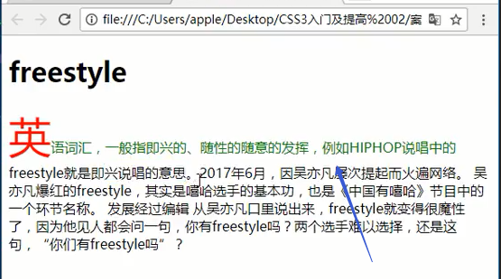 file:///C:/Users/apple/Desktop/CSS3入门及提高%2002/案
freestyle
英语词汇，一般指即兴的、随性的随意的发挥，例如HIPHOP说唱中的
freestyle就是即兴说唱的意思。2017年6月，因吴亦凡层次提起而火遍网络。 吴
亦凡爆红的freestyle，其实是嘻哈选手的基本功，也是《中国有嘻哈》节目中的
一个环节名称。 发展经过编辑 从吴亦凡口里说出来，freestyle就变得很魔性
了，因为他见人都会问一句，你有freestyle吗？两个选手难以选择，还是这
句，“你们有freestyle吗”？